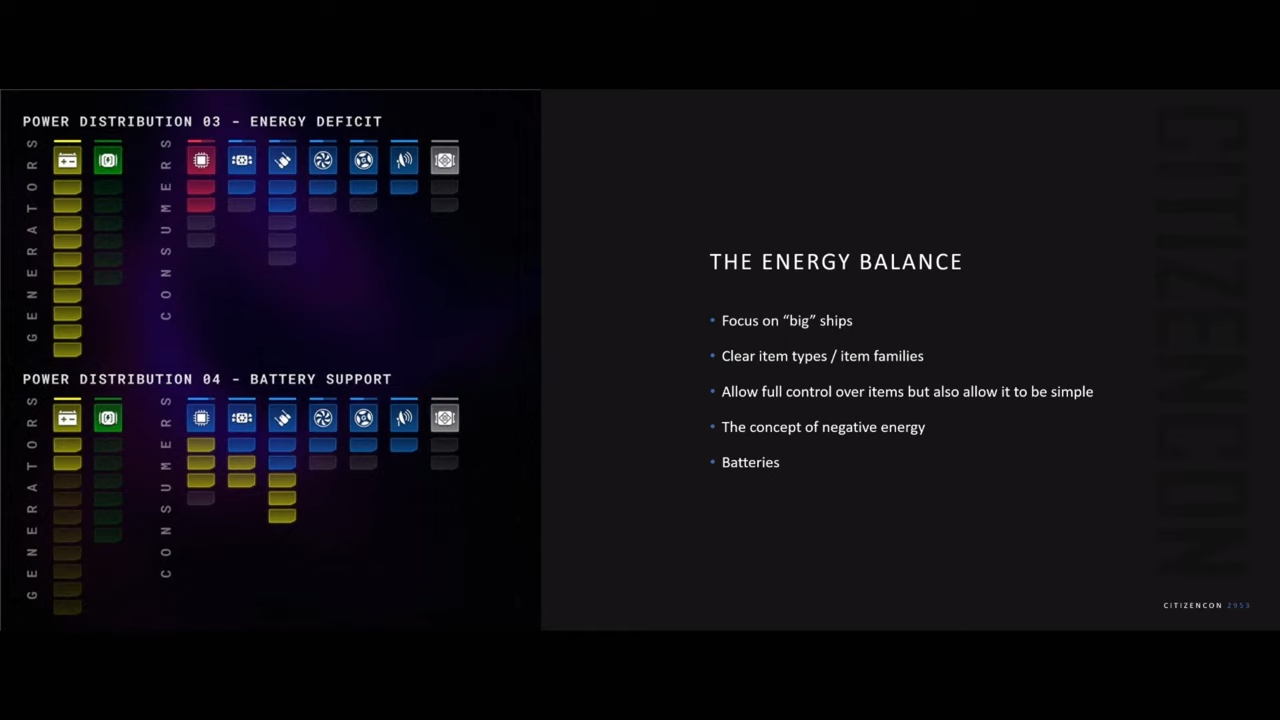 POWER DISTRIBUTION 03 - ENERGY DEFICIT
GENERATORS
CONSUMERS
POWER DISTRIBUTION 04 - BATTERY SUPPORT
GENERATORS
CONSUMERS
THE ENERGY BALANCE
• Focus on “big” ships
• Clear item types / item families
• Allow full control over items but also allow it to be simple
• The concept of negative energy
• Batteries
CITIZENCON
CITIZENCON 2953